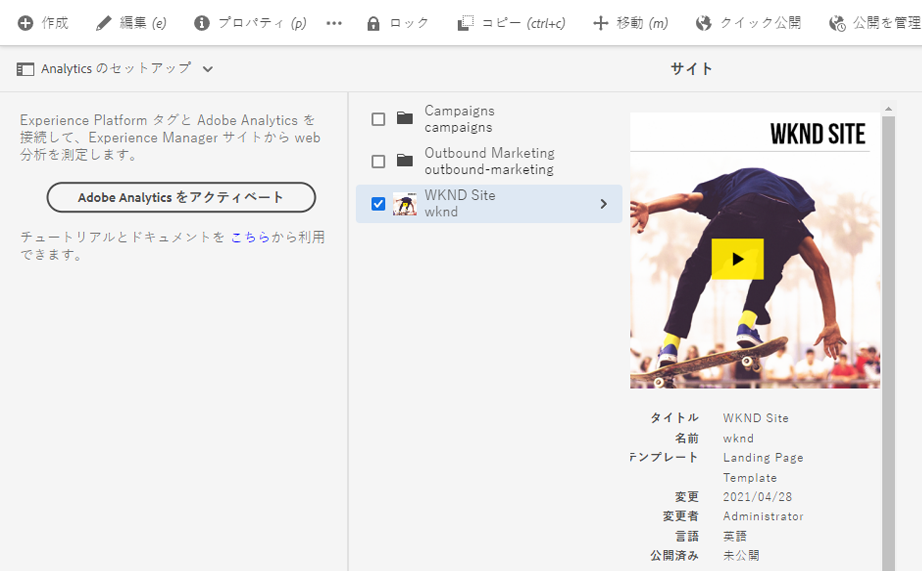 作成 編集 (e) プロパティ (p) ロック コピー (ctrl+c) 移動 (m) クイック公開 公開を管理
Analytics のセットアップ サイト
Experience Platform タグと Adobe Analytics を
接続して、Experience Manager サイトから web
分析を測定します。
Adobe Analytics をアクティベート
チュートリアルとドキュメントを こちらから利用
できます。
Campaigns
campaigns
Outbound Marketing
outbound-marketing
WKND Site
wknd
WKND SITE
タイトル WKND Site
名前 wknd
テンプレート Landing Page
Template
変更 2021/04/28
変更者 Administrator
言語 英語
公開済み 未公開